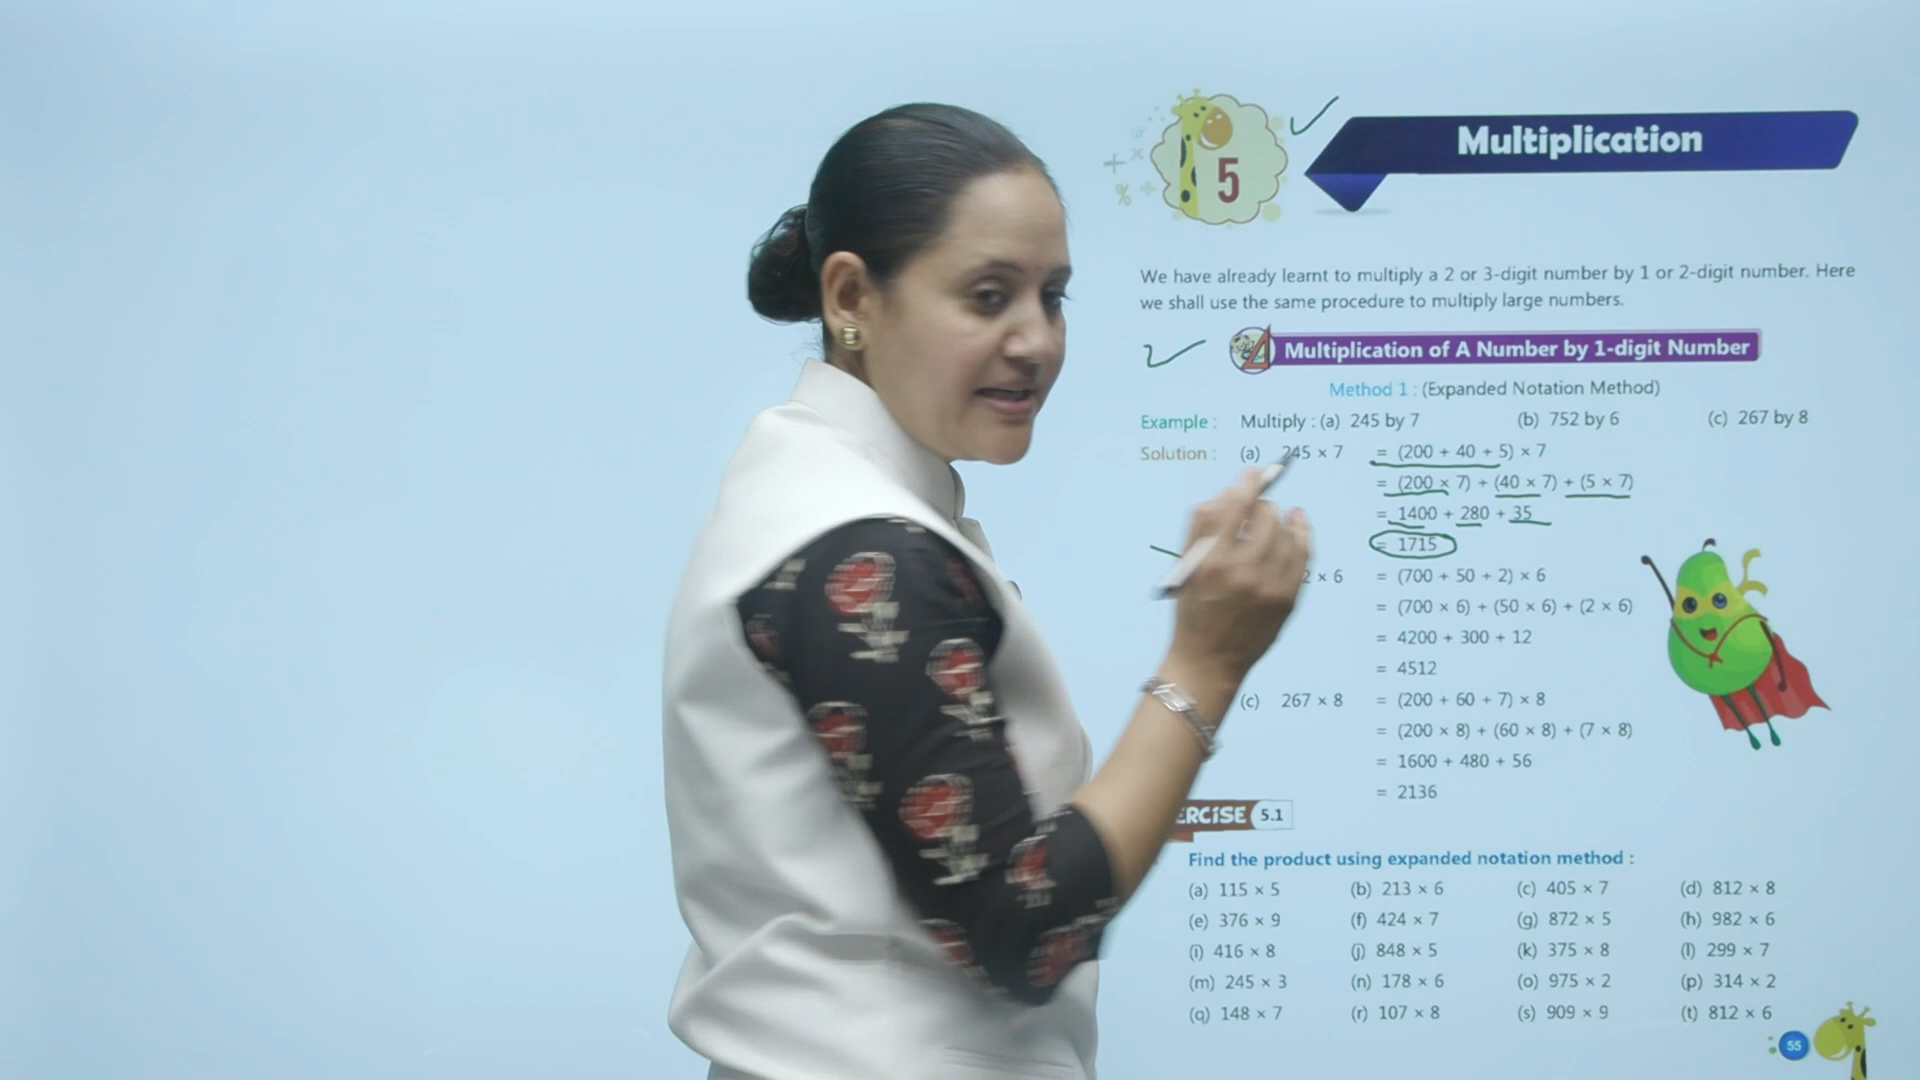 5
Multiplication
We have already learnt to multiply a 2 or 3-digit number by 1 or 2-digit number. Here
we shall use the same procedure to multiply large numbers.
Multiplication of A Number by 1-digit Number
Method 1 : (Expanded Notation Method)
Example : Multiply : (a) 245 by 7 (b) 752 by 6 (c) 267 by 8
Solution : (a) 245 × 7 = (200 + 40 + 5) × 7
= (200 × 7) + (40 × 7) + (5 × 7)
= 1400 + 280 + 35
= 1715
2 × 6 = (700 + 50 + 2) × 6
= (700 × 6) + (50 × 6) + (2 × 6)
= 4200 + 300 + 12
= 4512
(c) 267 × 8 = (200 + 60 + 7) × 8
= (200 × 8) + (60 × 8) + (7 × 8)
= 1600 + 480 + 56
= 2136
ERCISE 5.1
Find the product using expanded notation method :
(a) 115 × 5 (b) 213 × 6 (c) 405 × 7 (d) 812 × 8
(e) 376 × 9 (f) 424 × 7 (g) 872 × 5 (h) 982 × 6
(i) 416 × 8 (j) 848 × 5 (k) 375 × 8 (l) 299 × 7
(m) 245 × 3 (n) 178 × 6 (o) 975 × 2 (p) 314 × 2
(q) 148 × 7 (r) 107 × 8 (s) 909 × 9 (t) 812 × 6
55